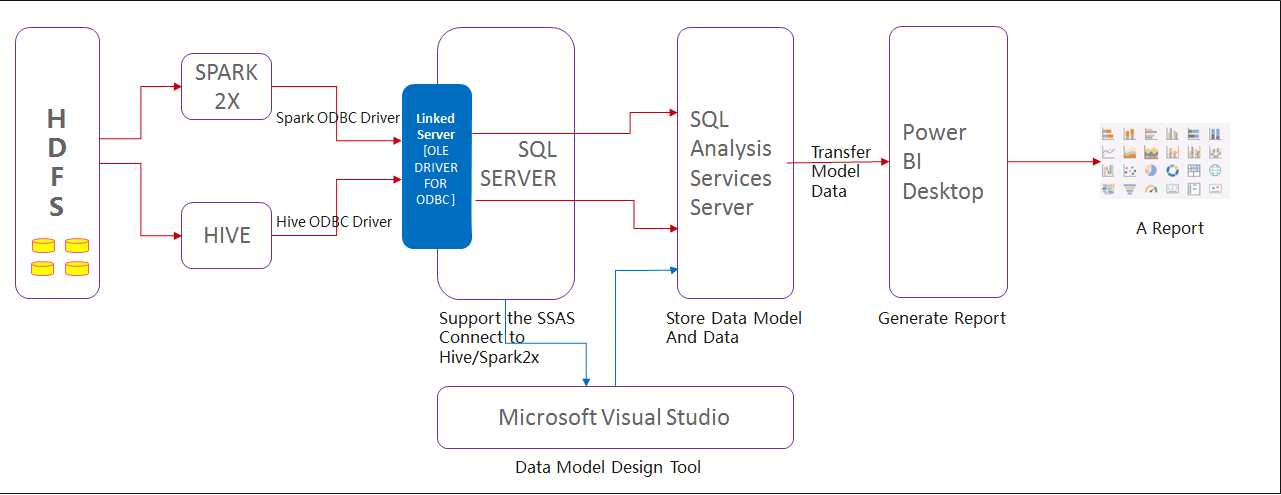 H
D
F
S
SPARK
2X
HIVE
Spark ODBC Driver
Hive ODBC Driver
Linked
Server
[OLE
DRIVER
FOR
ODBC ]
SQL
SERVER
Support the SSAS
Connect to
Hive/Spark2x
SQL
Analysis
Services
Server
Store Data Model
And Data
Transfer
Model
Data
Power
BI
Desktop
Generate Report
A Report
Microsoft Visual Studio
Data Model Design Tool